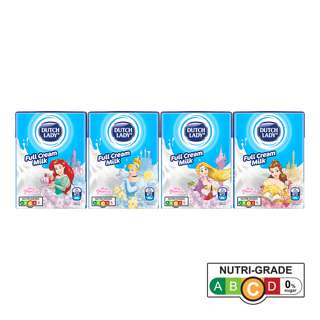 DUTCH LADY
Full Cream
Milk
DUTCH LADY
Full Cream
Milk
DUTCH LADY
Full Cream
Milk
DUTCH LADY
Full Cream
Milk
NUTRI-GRADE
A B C D 0%
sugar